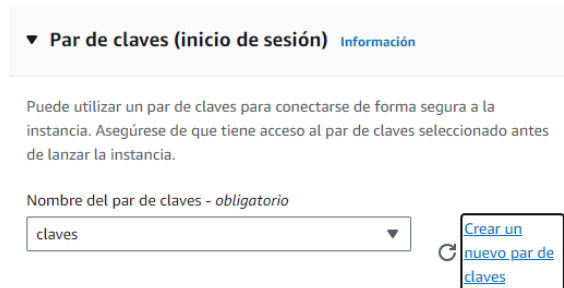 Par de claves (inicio de sesión) Información
Puede utilizar un par de claves para conectarse de forma segura a la
instancia. Asegúrese de que tiene acceso al par de claves seleccionado antes
de lanzar la instancia.
Nombre del par de claves - obligatorio
claves
Crear un
nuevo par de
claves